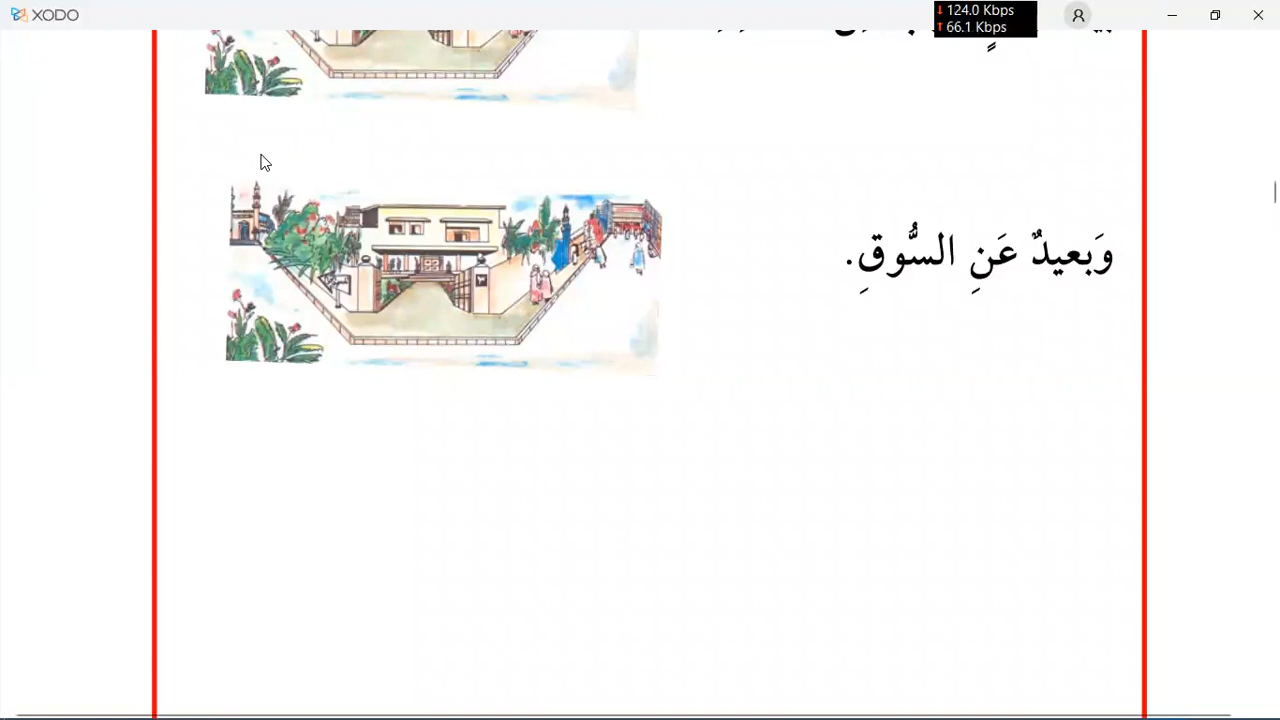 XODO
↓ 124.0 Kbps
↑ 66.1 Kbps
وَبعيدٌ عَنِ السُّوقِ.